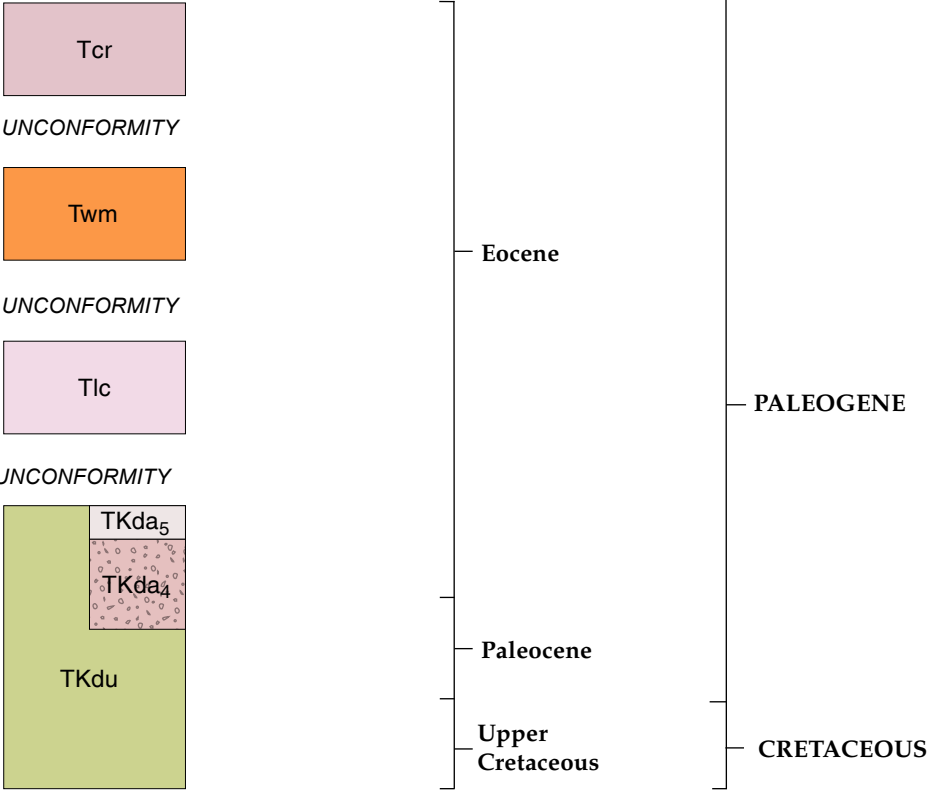 Tcr
UNCONFORMITY
Twm
UNCONFORMITY
Tlc
UNCONFORMITY
TKda5
TKda4
TKdu
Eocene
Paleocene
Upper
Cretaceous
PALEOGENE
CRETACEOUS